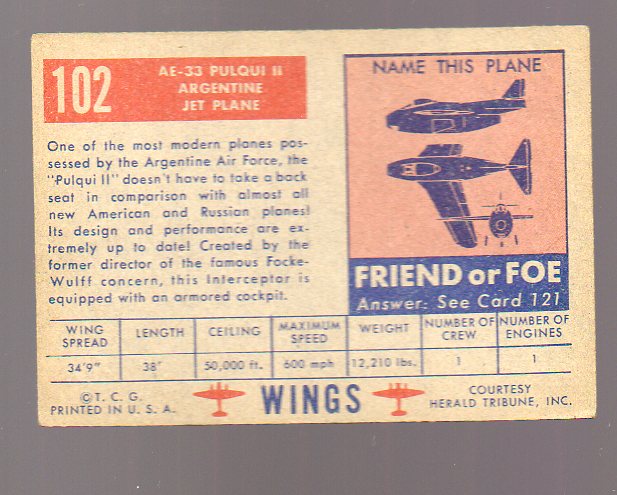 102
AE-33 PULQUI II
ARGENTINE
JET PLANE
One of the most modern planes pos-
sessed by the Argentine Air Force, the
"Pulqui II" doesn't have to take a back
seat in comparison with almost all
new American and Russian planes!
Its design and performance are ex-
tremely up to date! Created by the
former director of the famous Focke-
Wulff concern, this Interceptor is
equipped with an armored cockpit.
NAME THIS PLANE
FRIEND or FOE
Answer: See Card 121
WING SPREAD LENGTH CEILING MAXIMUM SPEED WEIGHT NUMBER OF CREW NUMBER OF ENGINES
34'9" 38' 50,000 ft. 600 mph 12,210 lbs. 1 1
©T. C. G.
PRINTED IN U. S. A.
WINGS
COURTESY
HERALD TRIBUNE, INC.